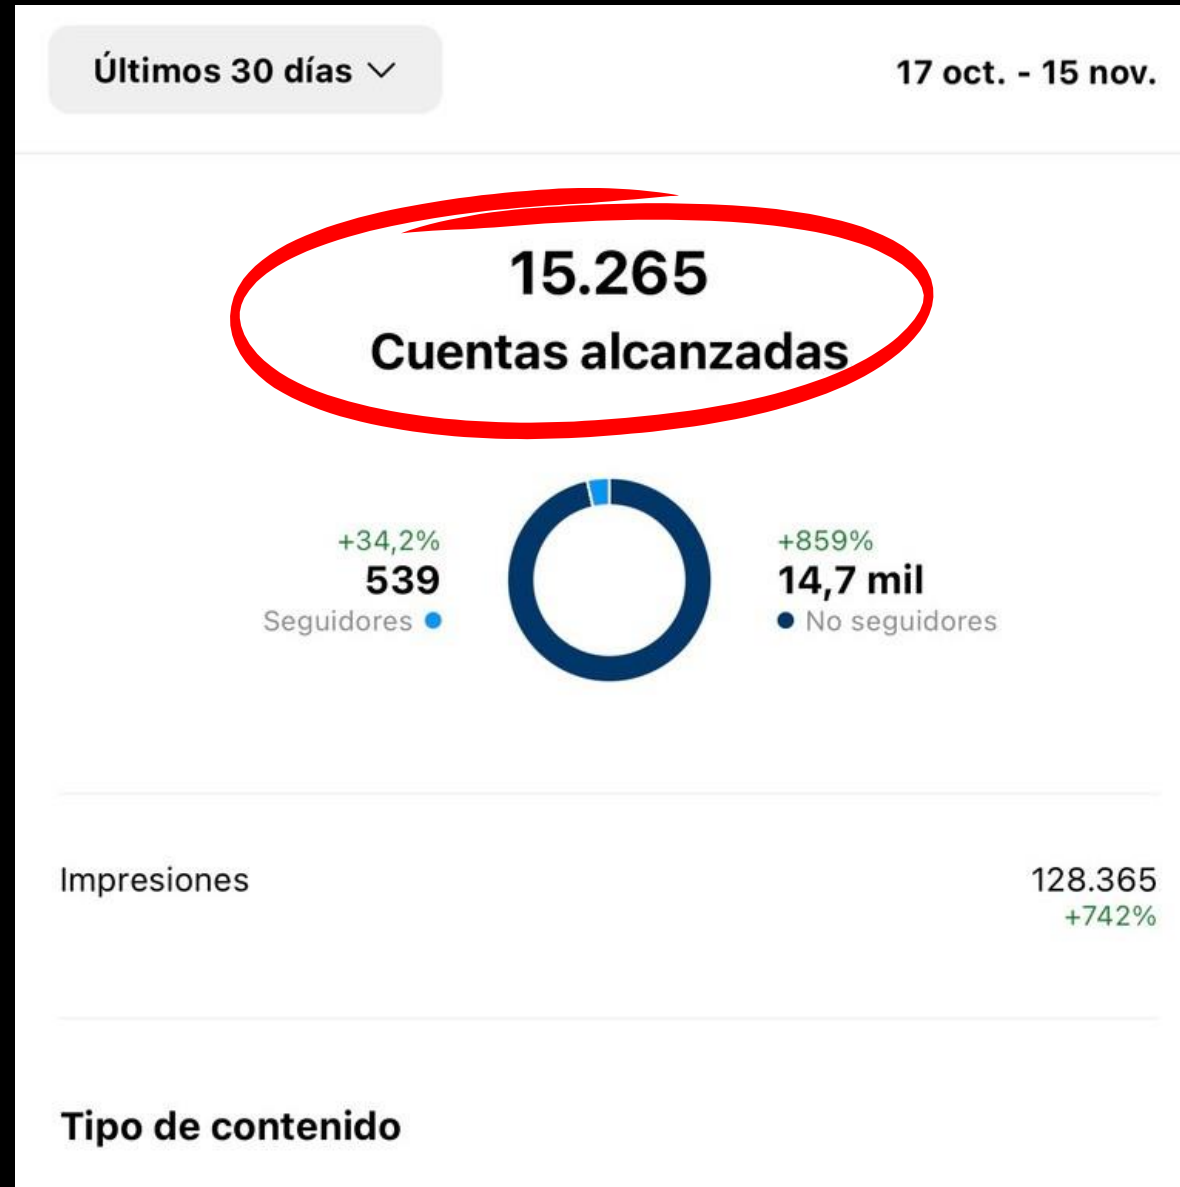 Últimos 30 días
17 oct. - 15 nov.
15.265
Cuentas alcanzadas
+34,2%
539
Seguidores
+859%
14,7 mil
No seguidores
Impresiones
128.365
+742%
Tipo de contenido